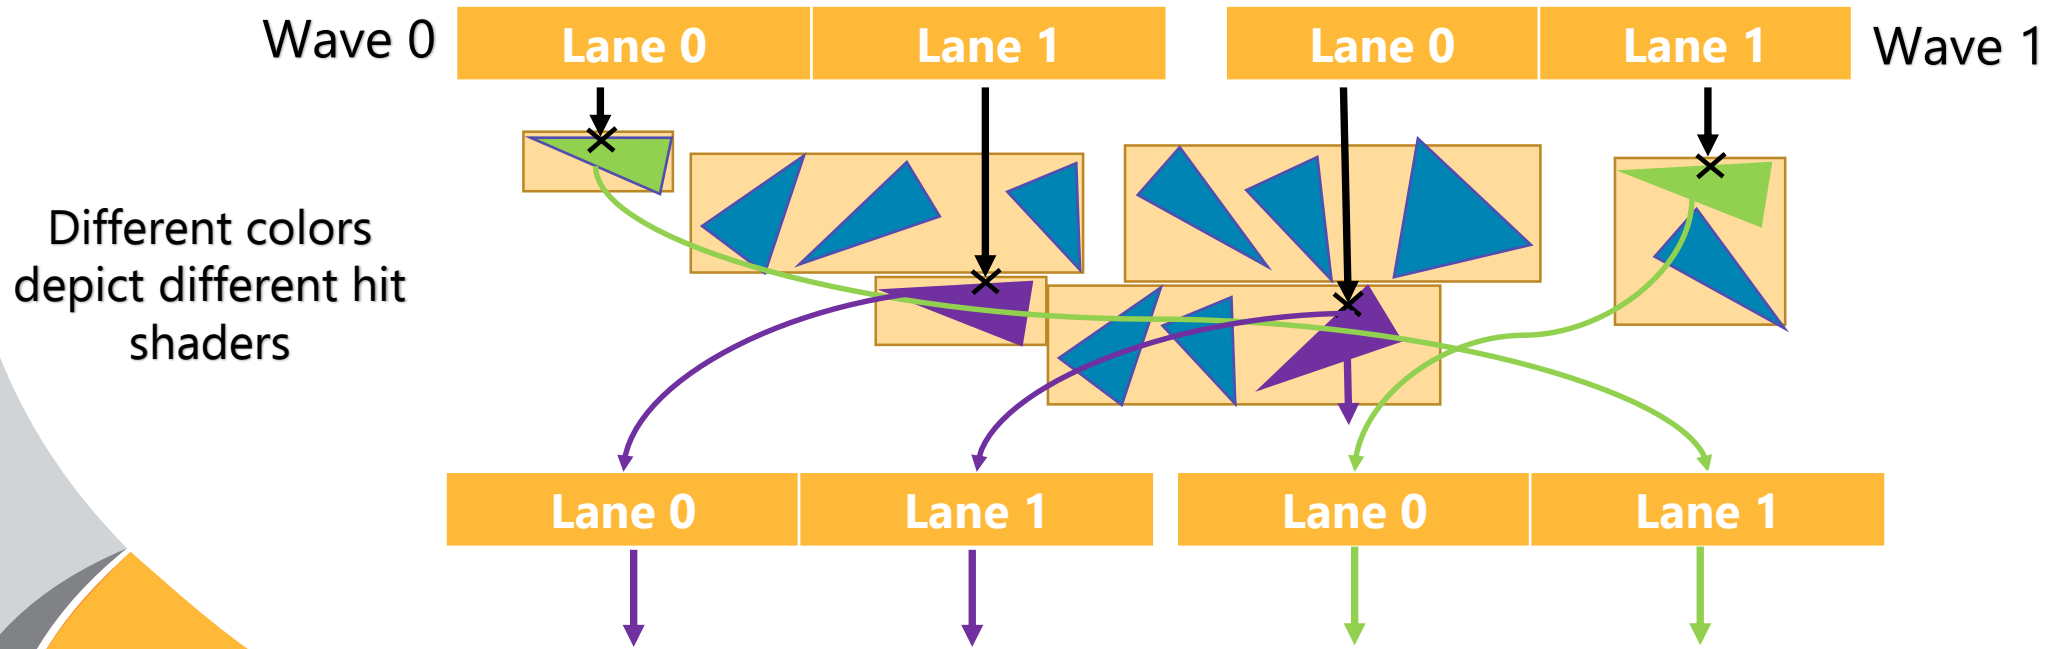 Wave 0 Lane 0 Lane 1 Lane 0 Lane 1 Wave 1
Different colors
depict different hit
shaders
Lane 0 Lane 1 Lane 0 Lane 1